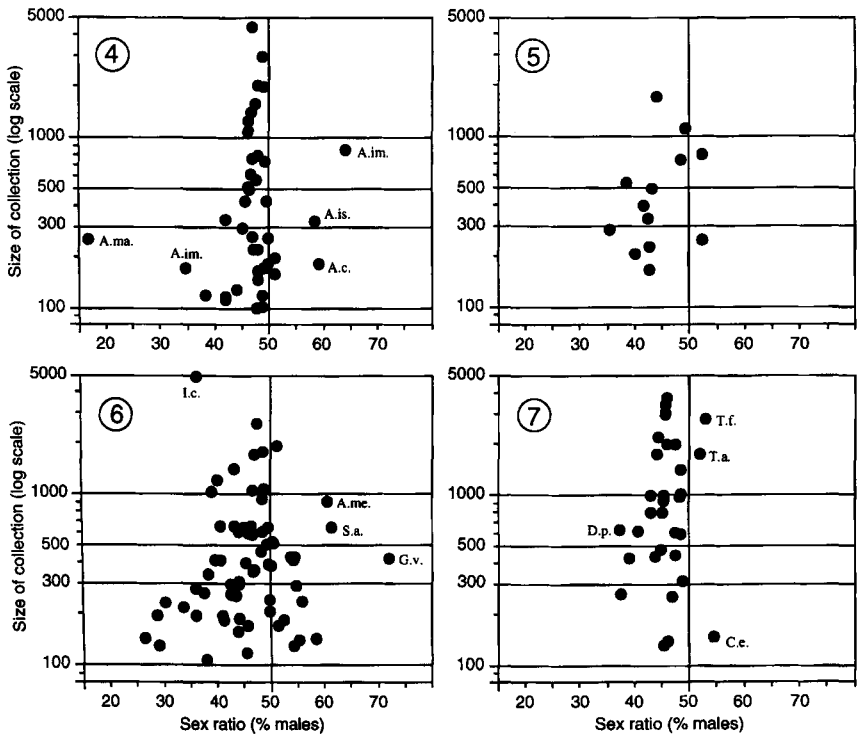 Size of collection (log scale)
5000
1000
500
300
100
4
A.im.
A.is.
A.ma.
A.im.
A.c.
20 30 40 50 60 70
5000
1000
500
300
100
5
20 30 40 50 60 70
Size of collection (log scale)
5000
1000
500
300
100
6
I.c.
A.me.
S.a.
G.v.
20 30 40 50 60 70
Sex ratio (% males)
5000
1000
500
300
100
7
T.f.
T.a.
D.p.
C.e.
20 30 40 50 60 70
Sex ratio (% males)